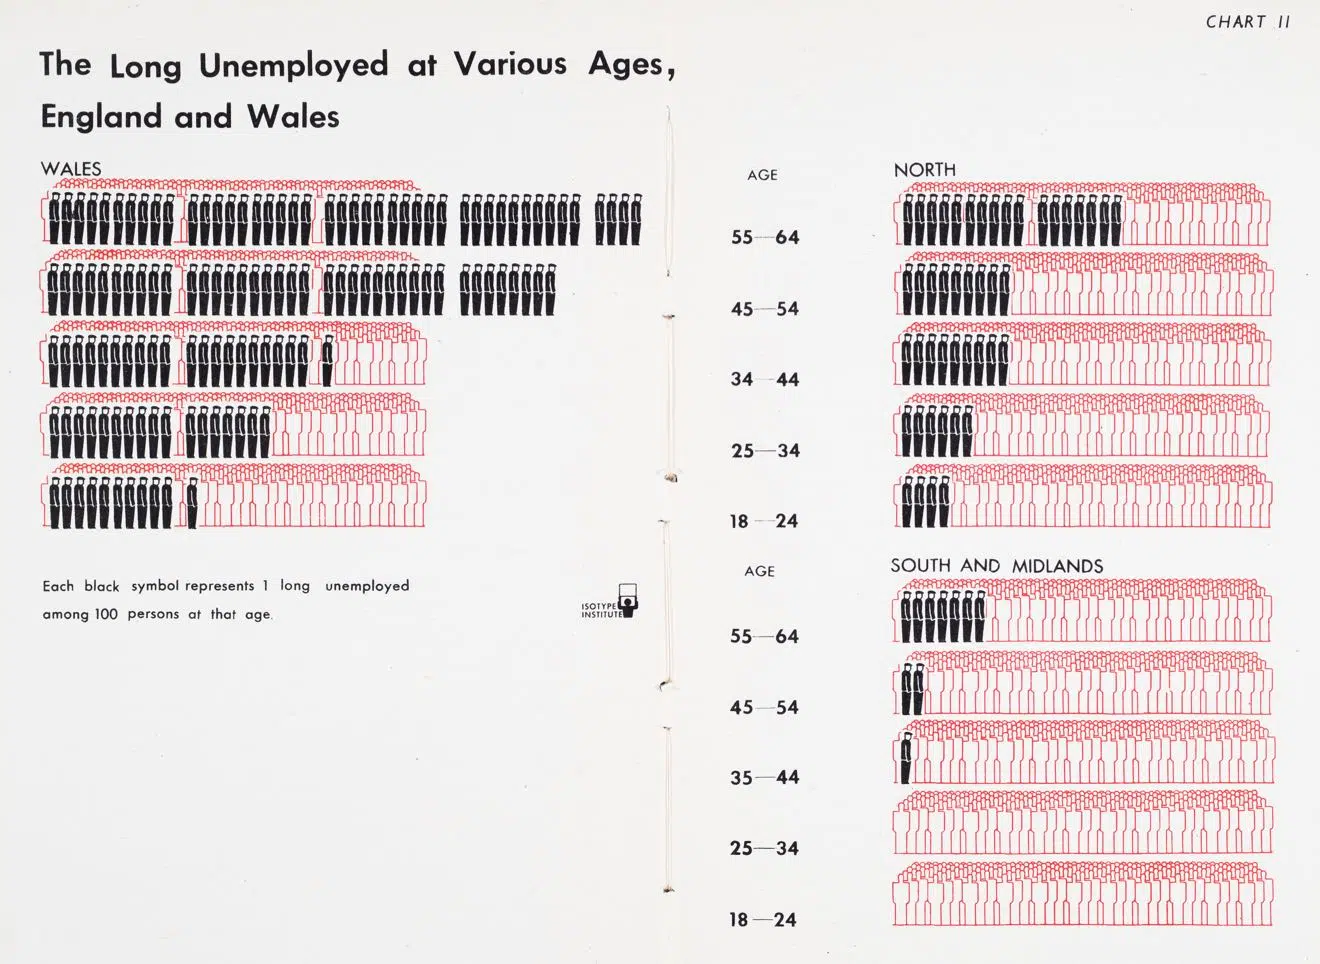 CHART II
The Long Unemployed at Various Ages,
England and Wales
WALES
AGE
NORTH
55—64
45—54
34—44
25—34
18—24
Each black symbol represents 1 long unemployed
among 100 persons at that age.
ISOTYPE
INSTITUTE
AGE
SOUTH AND MIDLANDS
55—64
45—54
35—44
25—34
18—24